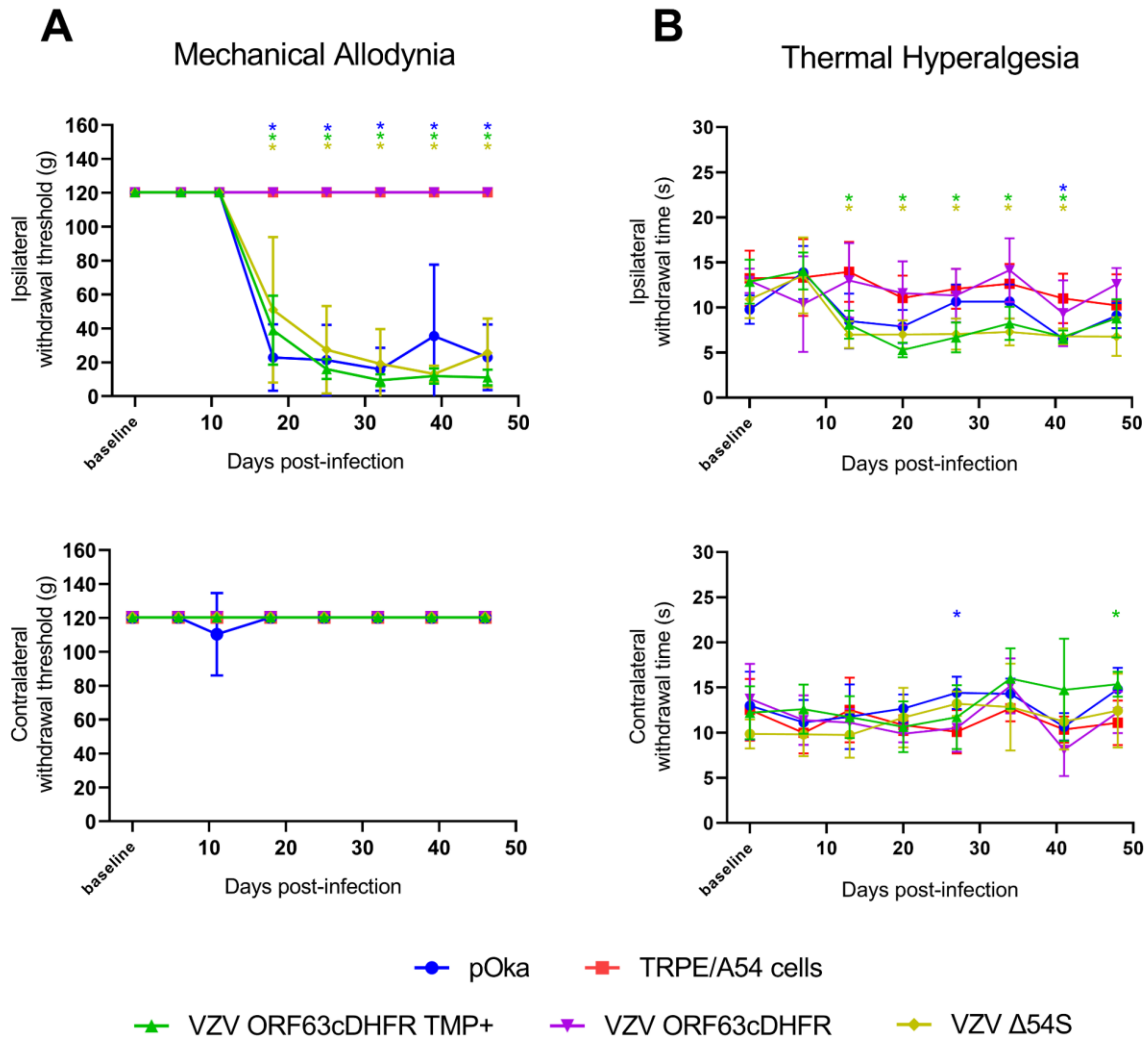 A
Mechanical Allodynia
160
140
120
100
80
60
40
20
0
Ipsilateral
withdrawal threshold (g)
* * * * *
* * * * *
* * * * *
baseline 10 20 30 40 50
Days post-infection
B
Thermal Hyperalgesia
30
25
20
15
10
5
0
Ipsilateral
withdrawal time (s)
*
* * * * *
* * * * *
baseline 10 20 30 40 50
Days post-infection
160
140
120
100
80
60
40
20
0
Contralateral
withdrawal threshold (g)
baseline 10 20 30 40 50
Days post-infection
30
25
20
15
10
5
0
Contralateral
withdrawal time (s)
* *
baseline 10 20 30 40 50
Days post-infection
pOka TRPE/A54 cells
VZV ORF63cDHFR TMP+ VZV ORF63cDHFR VZV Δ54S